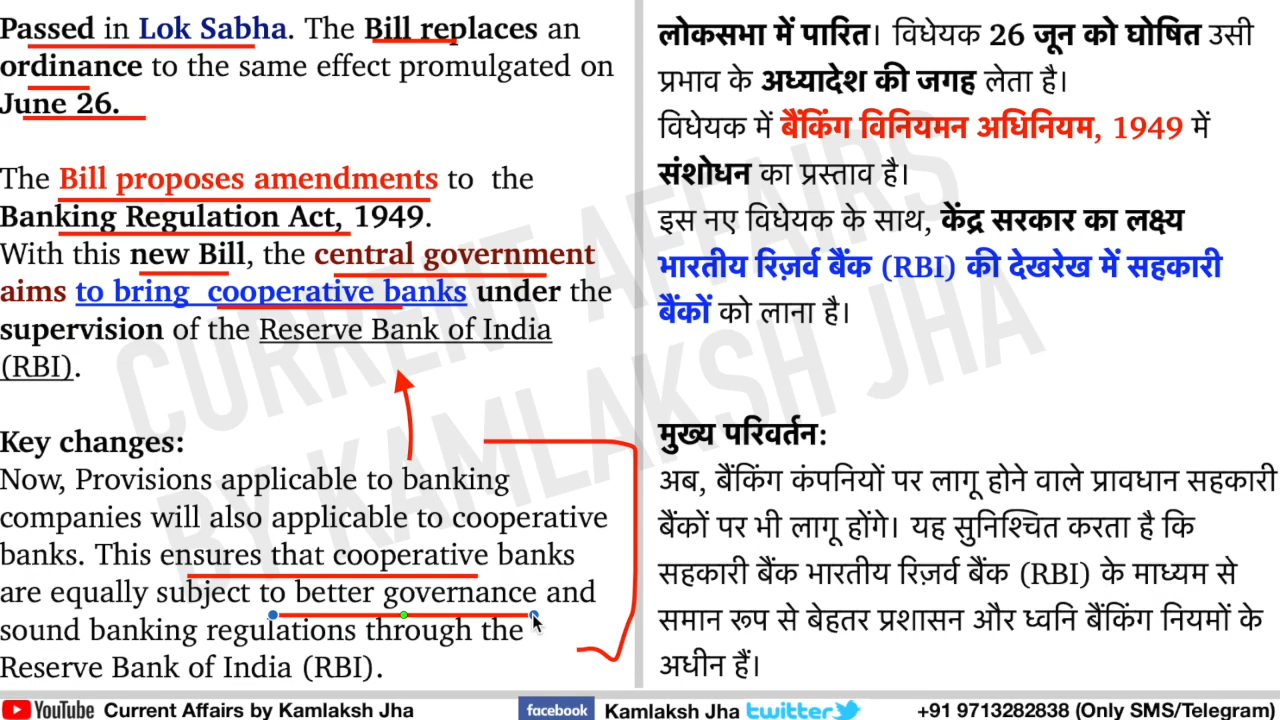 Passed in Lok Sabha. The Bill replaces an
ordinance to the same effect promulgated on
June 26.
The Bill proposes amendments to the
Banking Regulation Act, 1949.
With this new Bill, the central government
aims to bring cooperative banks under the
supervision of the Reserve Bank of India
(RBI).
Key changes:
Now, Provisions applicable to banking
companies will also applicable to cooperative
banks. This ensures that cooperative banks
are equally subject to better governance and
sound banking regulations through the
Reserve Bank of India (RBI).
लोकसभा में पारित। विधेयक 26 जून को घोषित उसी
प्रभाव के अध्यादेश की जगह लेता है।
विधेयक में बैंकिंग विनियमन अधिनियम, 1949 में
संशोधन का प्रस्ताव है।
इस नए विधेयक के साथ, केंद्र सरकार का लक्ष्य
भारतीय रिज़र्व बैंक (RBI) की देखरेख में सहकारी
बैंकों को लाना है।
मुख्य परिवर्तन:
अब, बैंकिंग कंपनियों पर लागू होने वाले प्रावधान सहकारी
बैंकों पर भी लागू होंगे। यह सुनिश्चित करता है कि
सहकारी बैंक भारतीय रिज़र्व बैंक (RBI) के माध्यम से
समान रूप से बेहतर प्रशासन और ध्वनि बैंकिंग नियमों के
अधीन हैं।
CURRENT AFFAIRS
BY KAMLAKSH JHA
YouTube Current Affairs by Kamlaksh Jha facebook Kamlaksh Jha twitter +91 9713282838 (Only SMS/Telegram)